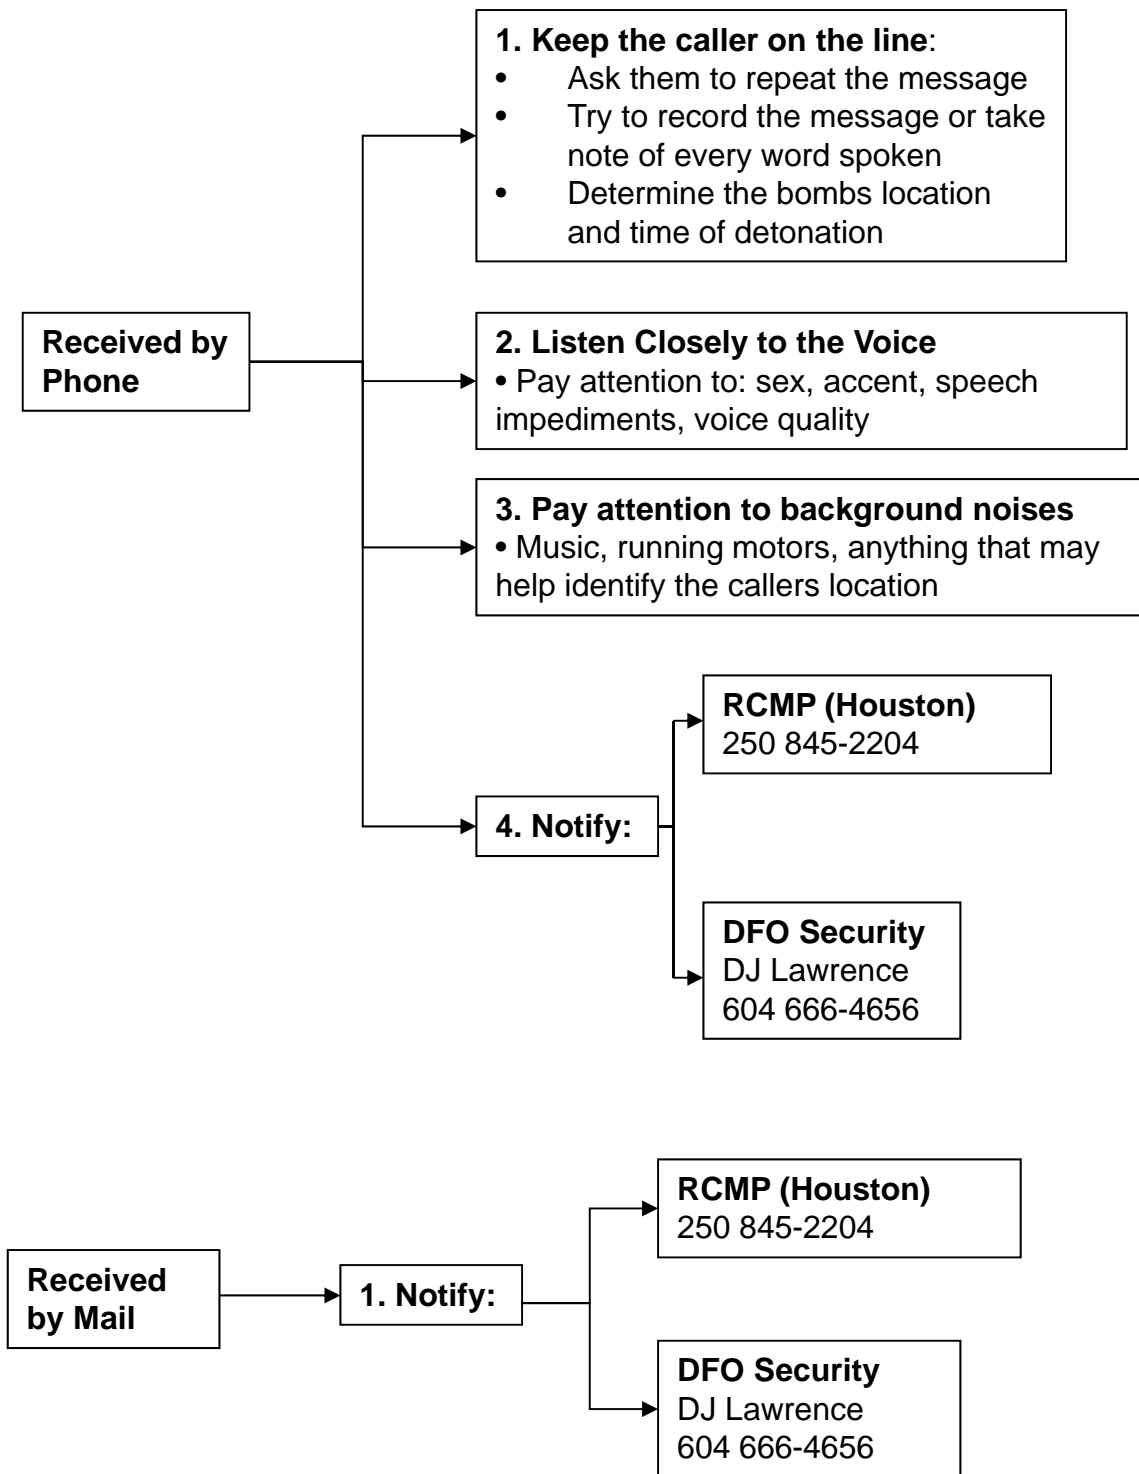 1. Keep the caller on the line:
• Ask them to repeat the message
• Try to record the message or take
note of every word spoken
• Determine the bombs location
and time of detonation
Received by
Phone
2. Listen Closely to the Voice
• Pay attention to: sex, accent, speech
impediments, voice quality
3. Pay attention to background noises
• Music, running motors, anything that may
help identify the callers location
4. Notify:
RCMP (Houston)
250 845-2204
DFO Security
DJ Lawrence
604 666-4656
Received
by Mail
1. Notify:
RCMP (Houston)
250 845-2204
DFO Security
DJ Lawrence
604 666-4656